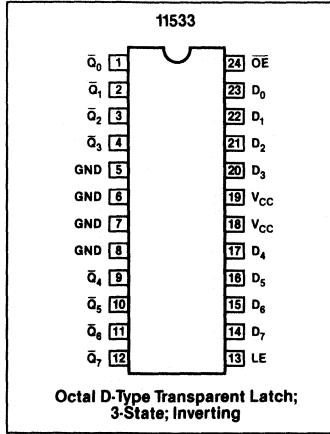 11533
Q̅0 1 24 O̅E̅
Q̅1 2 23 D0
Q̅2 3 22 D1
Q̅3 4 21 D2
GND 5 20 D3
GND 6 19 VCC
GND 7 18 VCC
GND 8 17 D4
Q̅4 9 16 D5
Q̅5 10 15 D6
Q̅6 11 14 D7
Q̅7 12 13 LE
Octal D-Type Transparent Latch;
3-State; Inverting